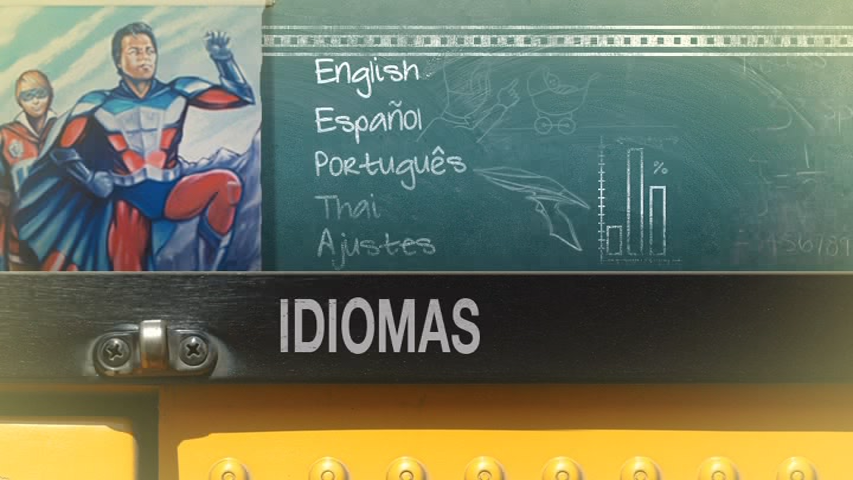 English
Español
Português
Thai
Ajustes
%
IDIOMAS